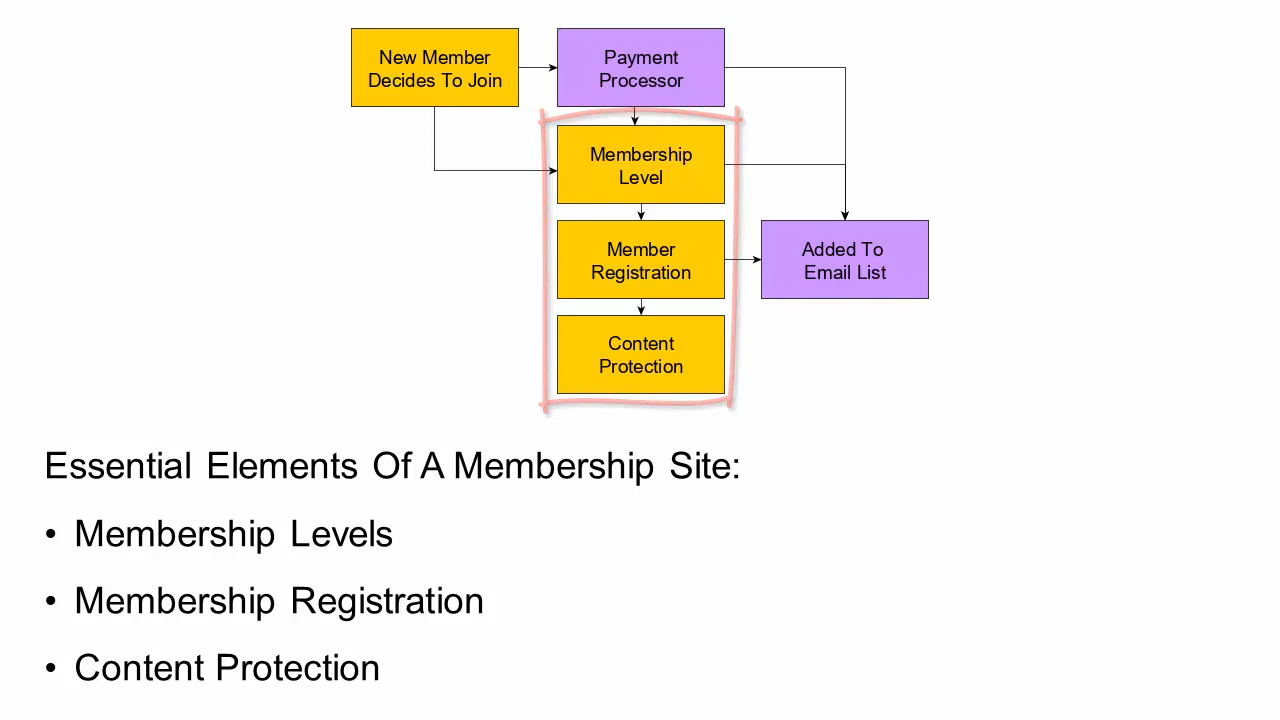 New Member
Decides To Join
Payment
Processor
Membership
Level
Member
Registration
Added To
Email List
Content
Protection
Essential Elements Of A Membership Site:
• Membership Levels
• Membership Registration
• Content Protection